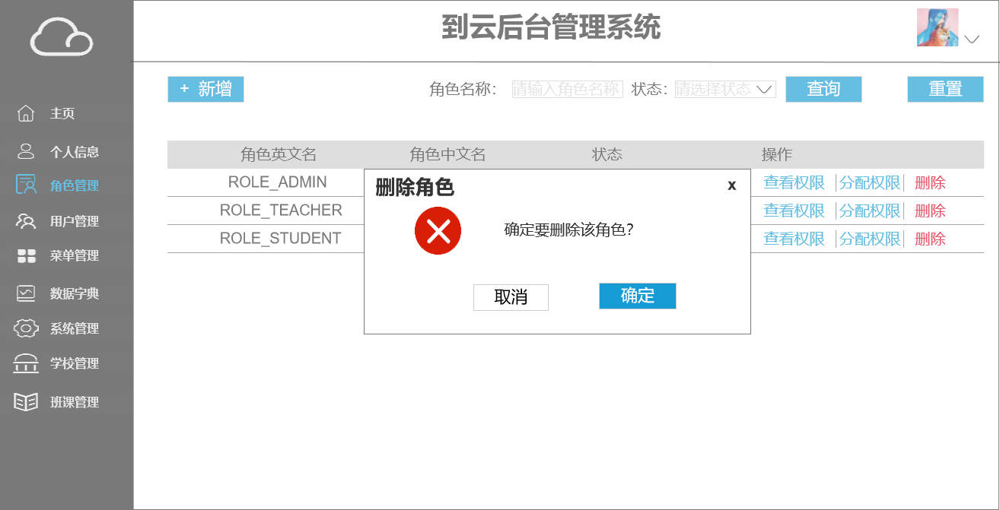 到云后台管理系统
+ 新增
角色名称：
请输入角色名称
状态：
请选择状态
查询
重置
主页
个人信息
角色管理
用户管理
菜单管理
数据字典
系统管理
学校管理
班课管理
角色英文名 角色中文名 状态 操作
ROLE_ADMIN 查看权限 | 分配权限 | 删除
ROLE_TEACHER 查看权限 | 分配权限 | 删除
ROLE_STUDENT 查看权限 | 分配权限 | 删除
删除角色 x
确定要删除该角色?
取消 确定